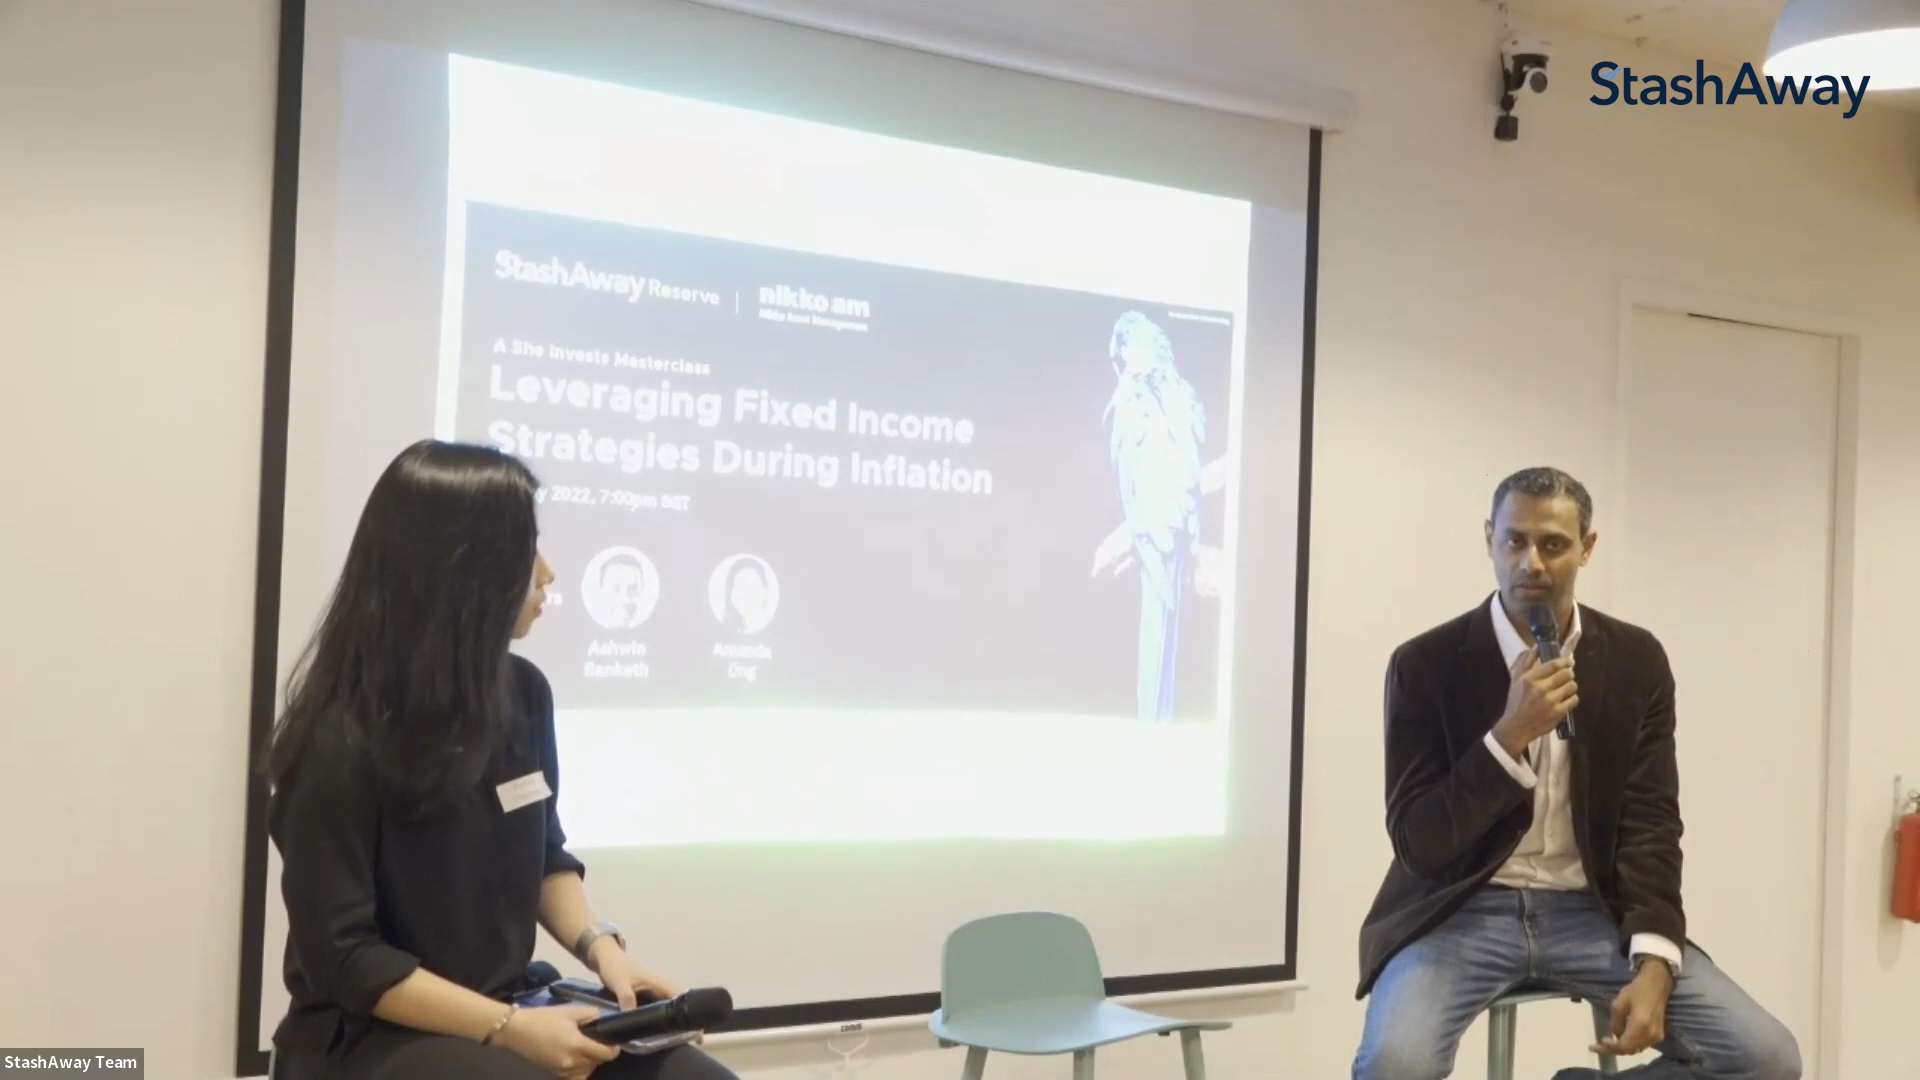 StashAway
StashAway Reserve | nikko am
Nikko Asset Management
A She Invests Masterclass
Leveraging Fixed Income
Strategies During Inflation
2022, 7:00pm SGT
Ashwin
Sankath
Amanda
Ong
StashAway Team